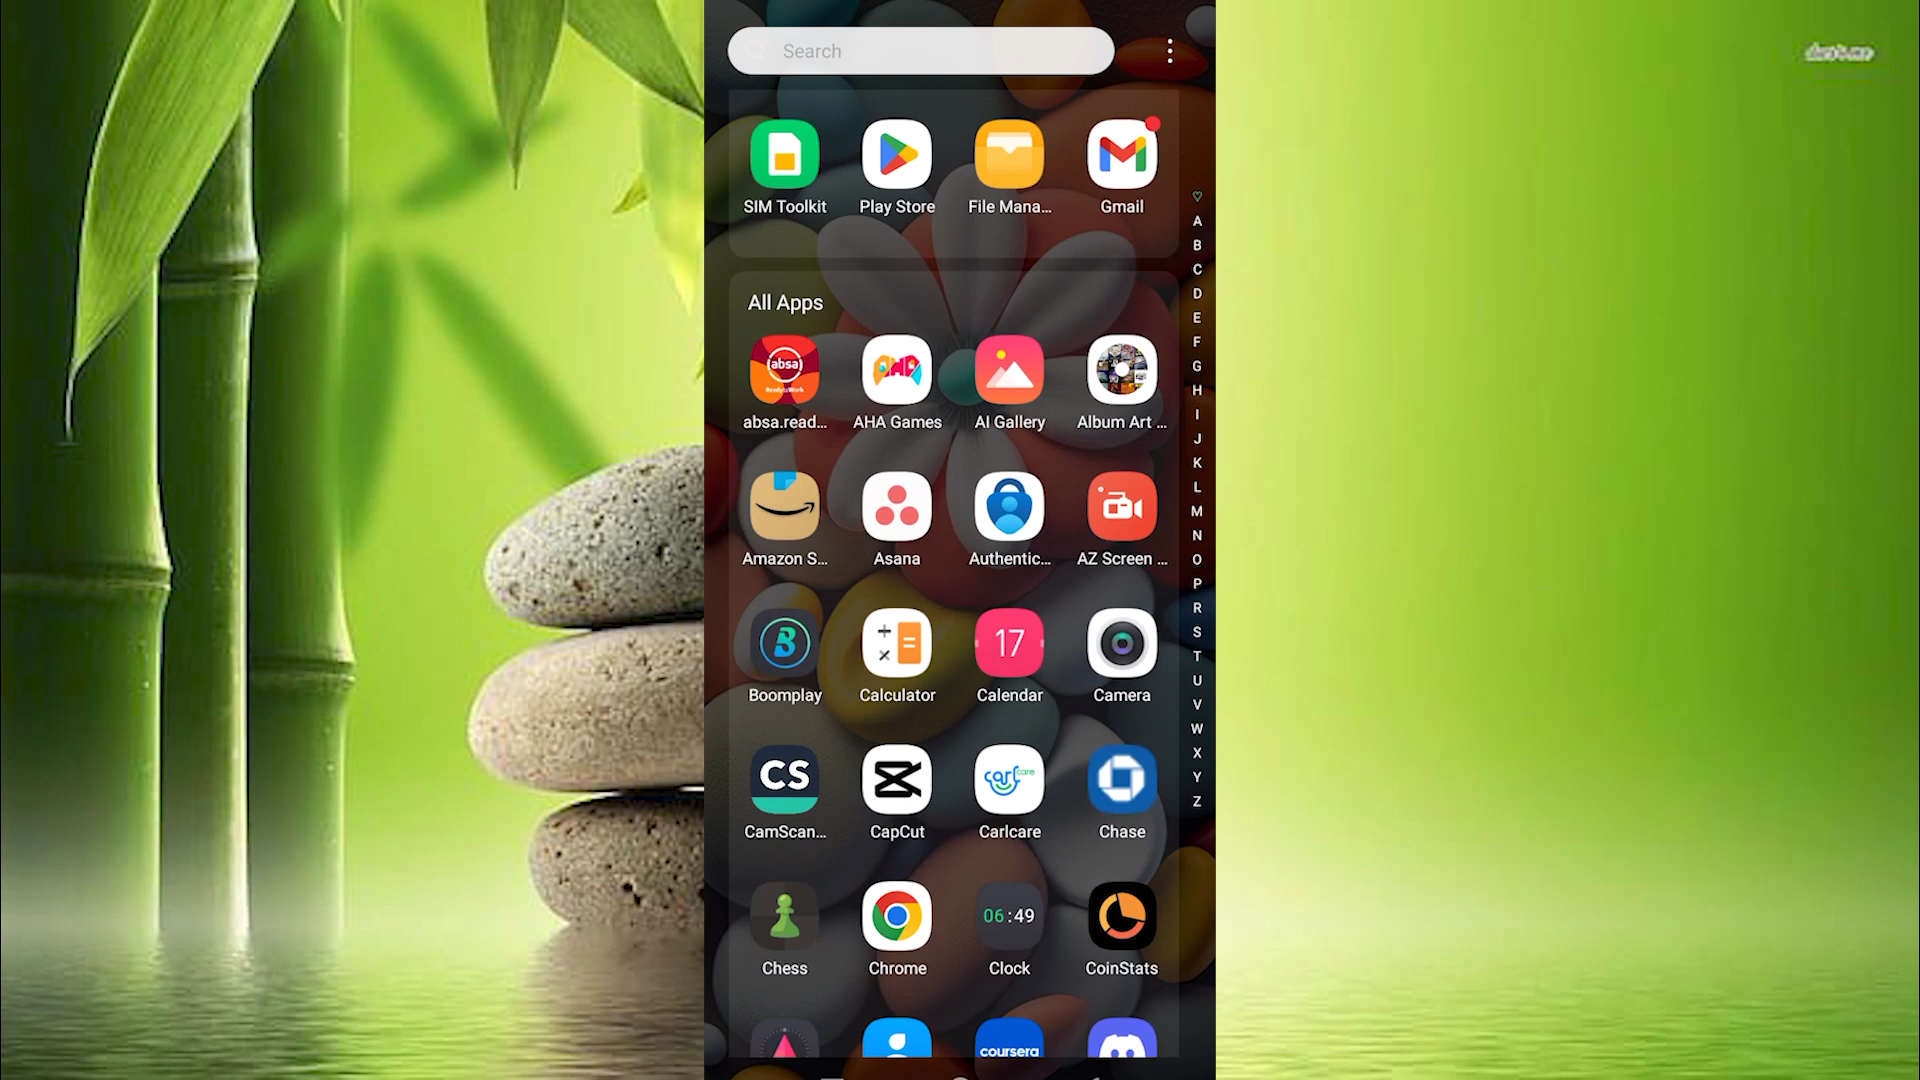 Search
SIM Toolkit
Play Store
File Mana...
Gmail
All Apps
(absa)
absa.read...
AHA Games
AI Gallery
Album Art ...
Amazon S...
Asana
Authentic...
AZ Screen ...
B
Boomplay
17
Calculator
Calendar
Camera
CS
carlcare
CamScan...
CapCut
Carlcare
Chase
06:49
Chess
Chrome
Clock
CoinStats
coursera
A
B
C
D
E
F
G
H
I
J
K
L
M
N
O
P
R
S
T
U
V
W
X
Y
Z